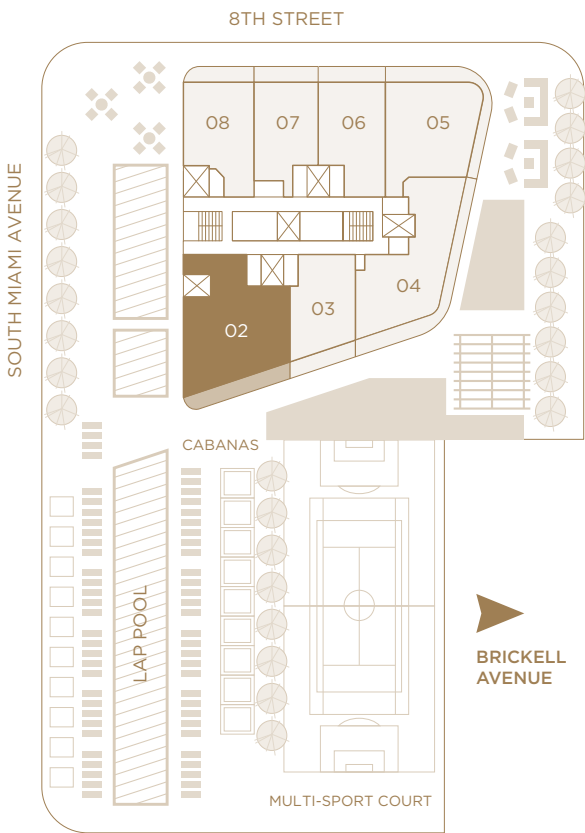 8TH STREET
SOUTH MIAMI AVENUE
08
07
06
05
04
03
02
CABANAS
LAP POOL
BRICKELL
AVENUE
MULTI-SPORT COURT